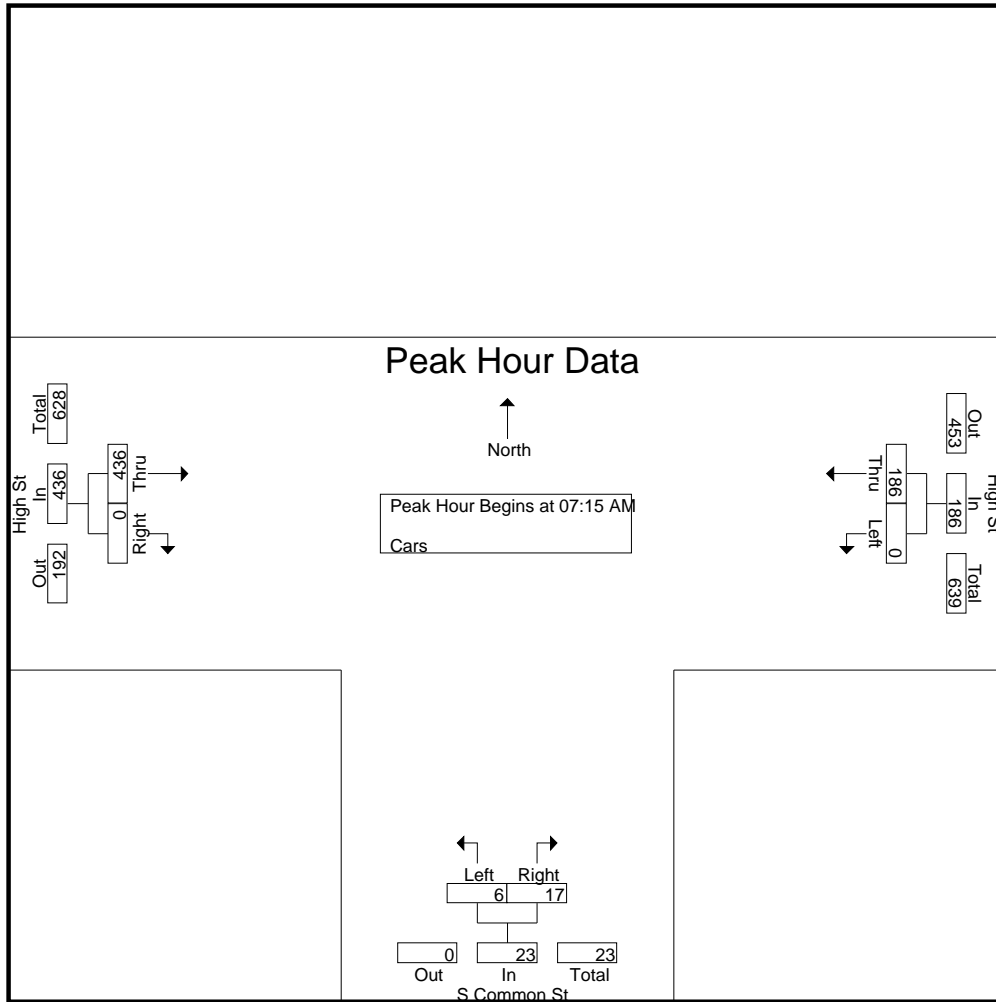 Peak Hour Data
North
Peak Hour Begins at 07:15 AM
Cars
High St
Total
628
In
436
Out
192
Thru
436
Right
0
High St
Out
453
In
186
Total
639
Thru
186
Left
0
Left
6
Right
17
Out
0
In
23
Total
23
S Common St